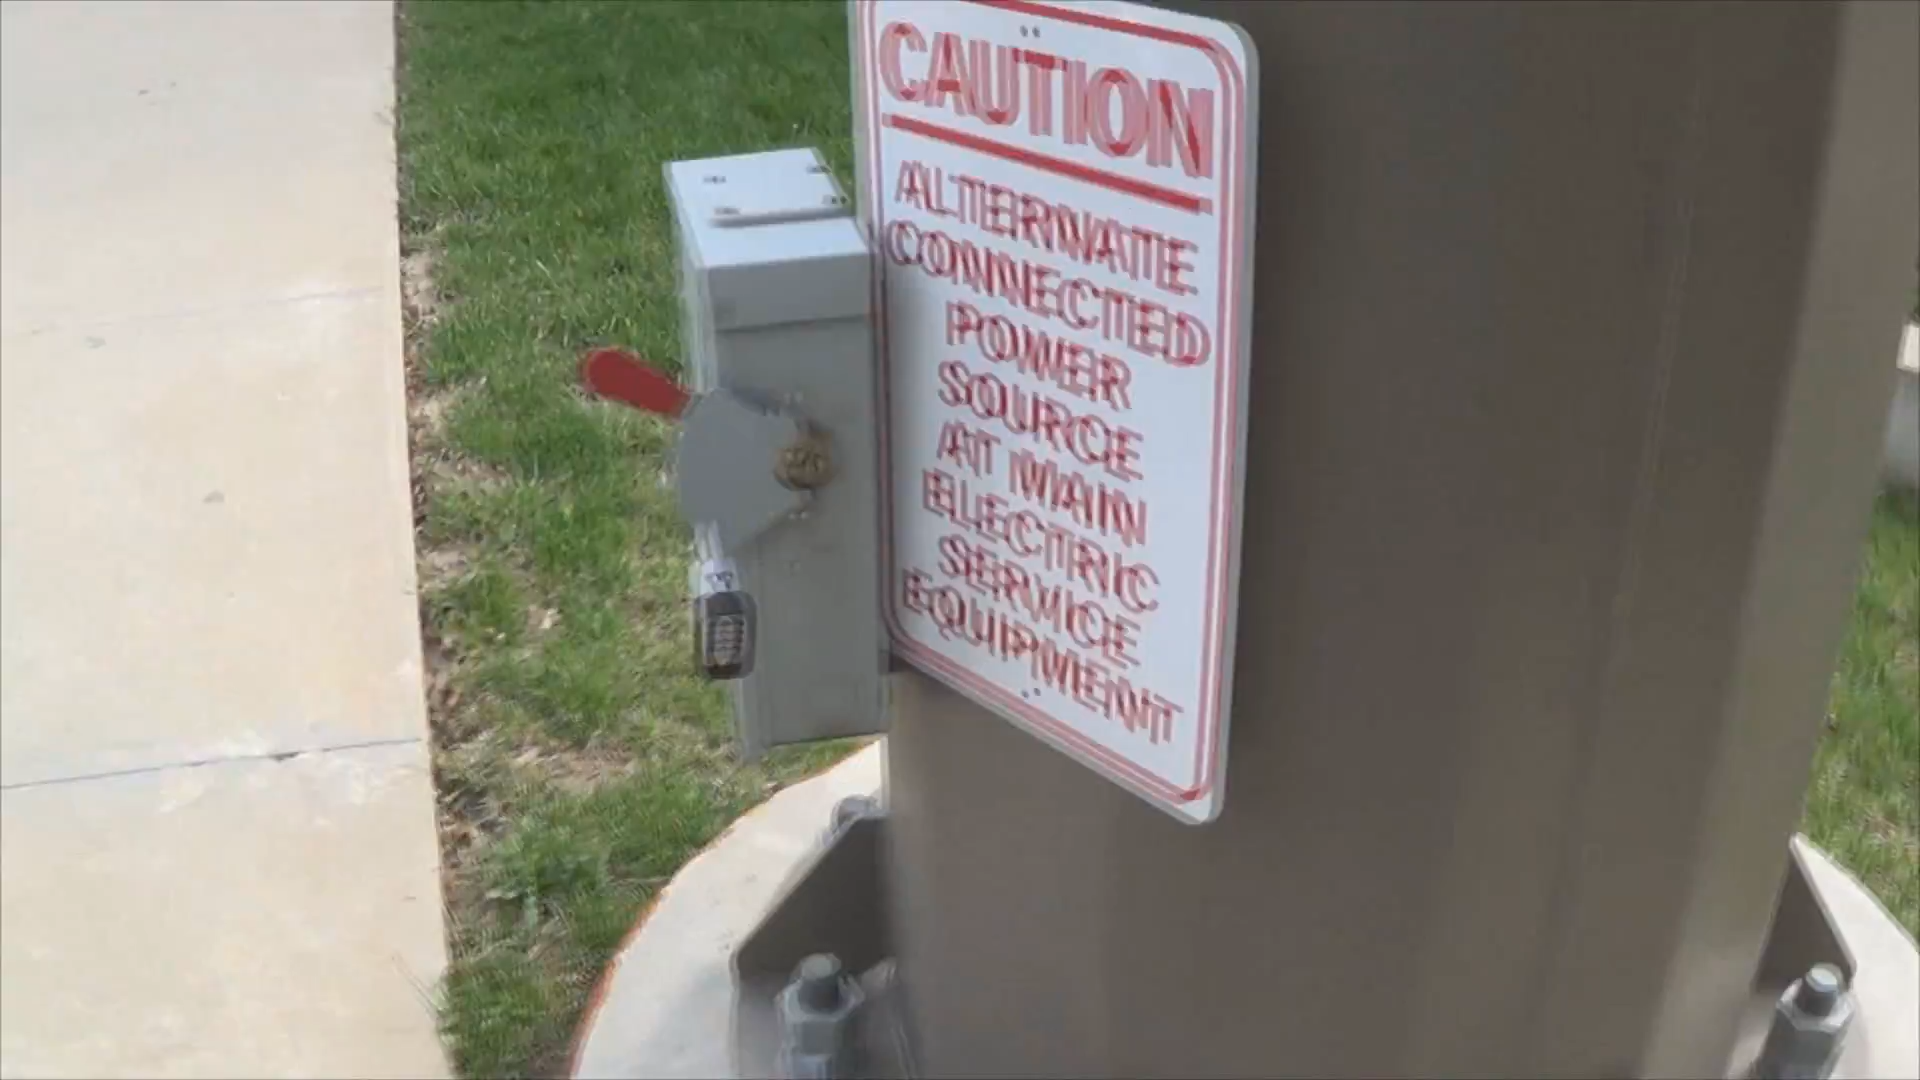 CAUTION
ALTERNATE
CONNECTED
POWER
SOURCE
AT MAIN
ELECTRIC
SERVICE
EQUIPMENT